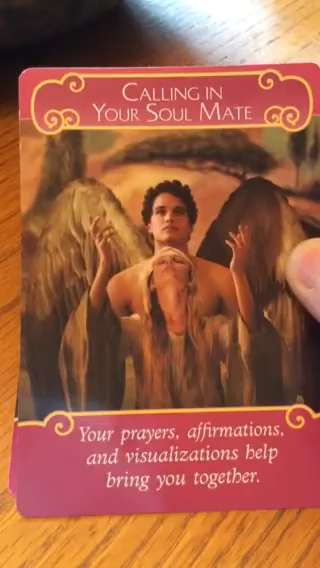 Calling in
Your Soul Mate
Your prayers, affirmations,
and visualizations help
bring you together.